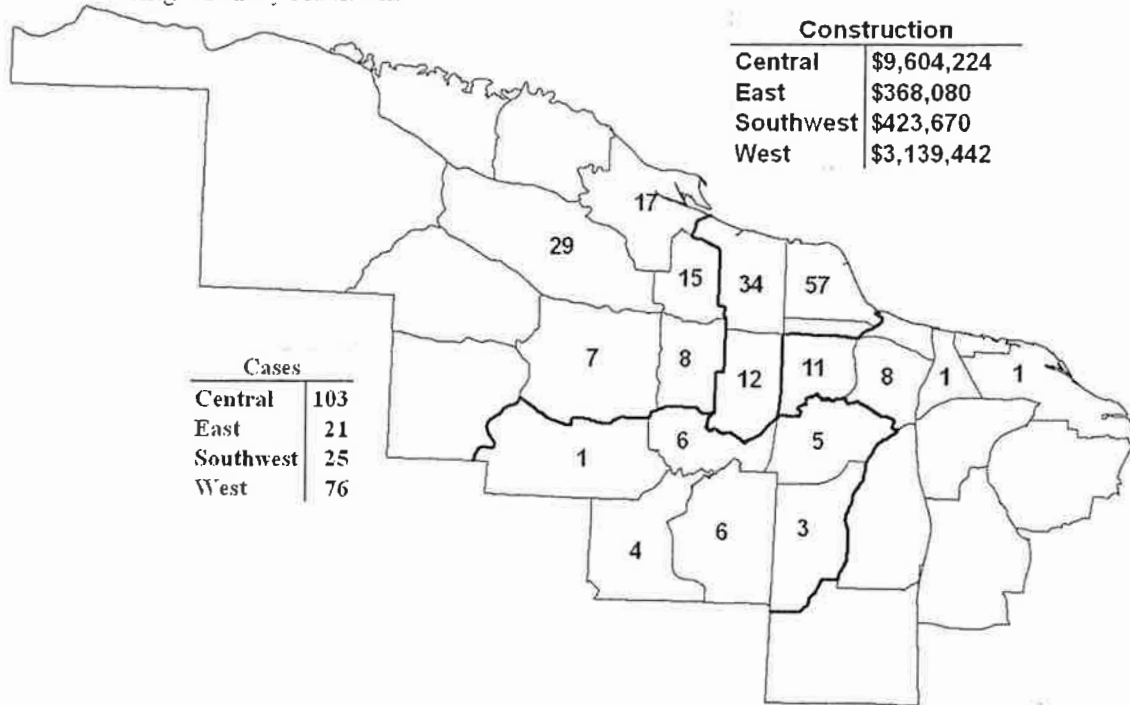 Construction
Central $9,604,224
East $368,080
Southwest $423,670
West $3,139,442
17
29
15
34
57
7
8
12
11
8
1
1
Cases
Central 103
East 21
Southwest 25
West 76
1
6
5
4
6
3